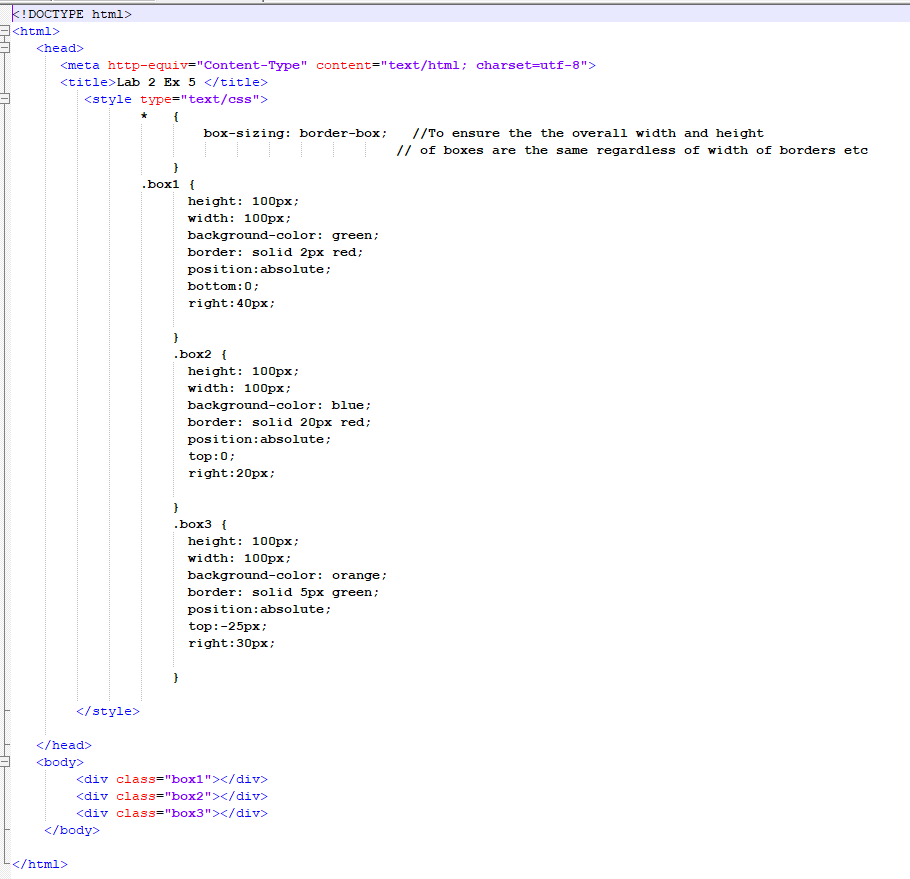 <!DOCTYPE html>
<html>
<head>
<meta http-equiv="Content-Type" content="text/html; charset=utf-8">
<title>Lab 2 Ex 5 </title>
<style type="text/css">
* {
box-sizing: border-box; //To ensure the the overall width and height
// of boxes are the same regardless of width of borders etc
}
.box1 {
height: 100px;
width: 100px;
background-color: green;
border: solid 2px red;
position:absolute;
bottom:0;
right:40px;
}
.box2 {
height: 100px;
width: 100px;
background-color: blue;
border: solid 20px red;
position:absolute;
top:0;
right:20px;
}
.box3 {
height: 100px;
width: 100px;
background-color: orange;
border: solid 5px green;
position:absolute;
top:-25px;
right:30px;
}
</style>
</head>
<body>
<div class="box1"></div>
<div class="box2"></div>
<div class="box3"></div>
</body>
</html>